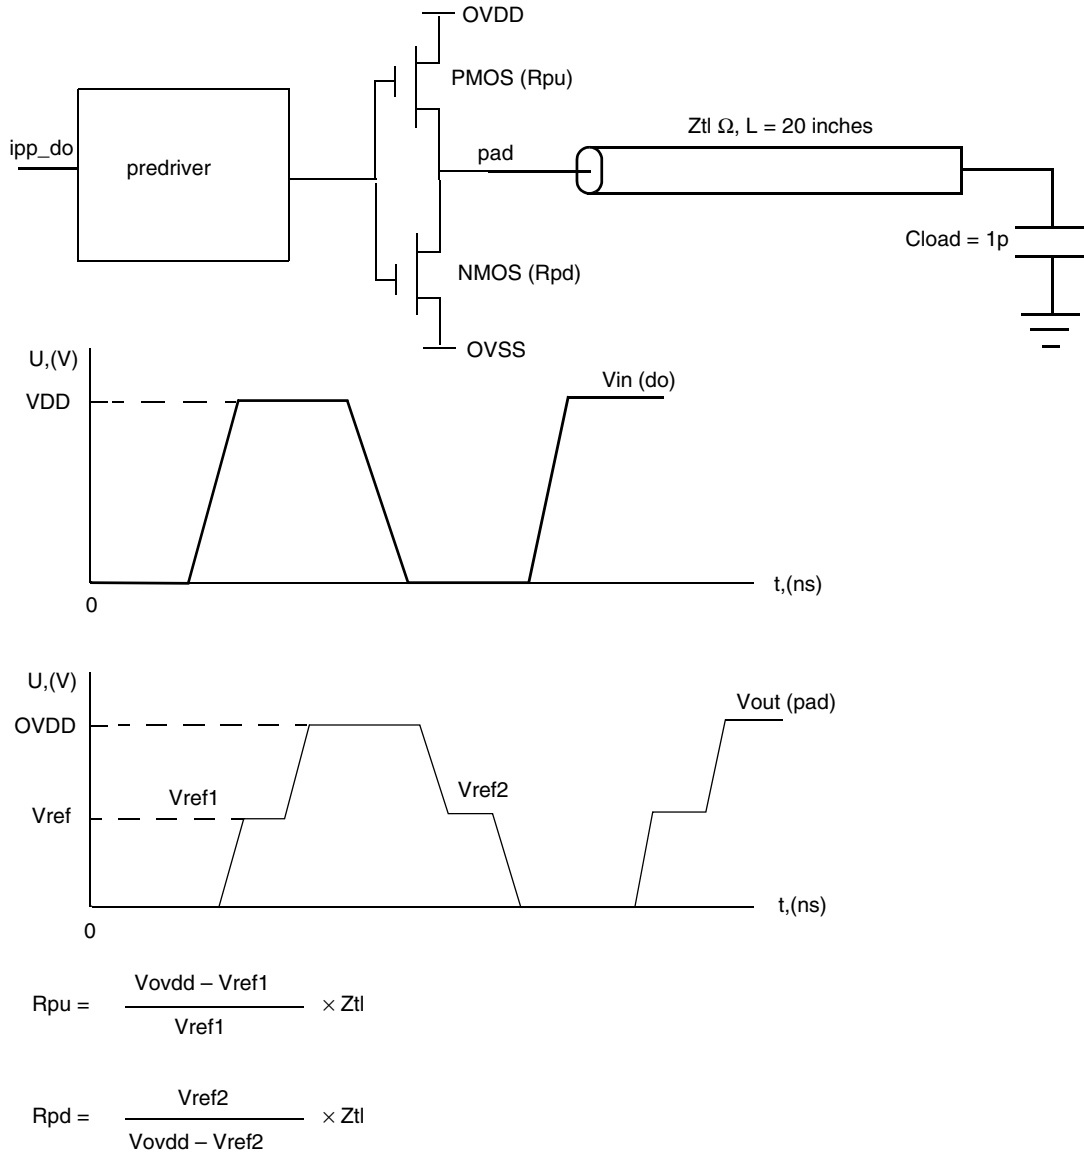 OVDD
PMOS (Rpu)
ipp_do
predriver
pad
Ztl Ω, L = 20 inches
Cload = 1p
NMOS (Rpd)
OVSS
U,(V)
VDD
Vin (do)
t,(ns)
0
U,(V)
OVDD
Vout (pad)
Vref1
Vref2
Vref
t,(ns)
0
Vovdd – Vref1
Rpu = × Ztl
Vref1
Vref2
Rpd = × Ztl
Vovdd – Vref2